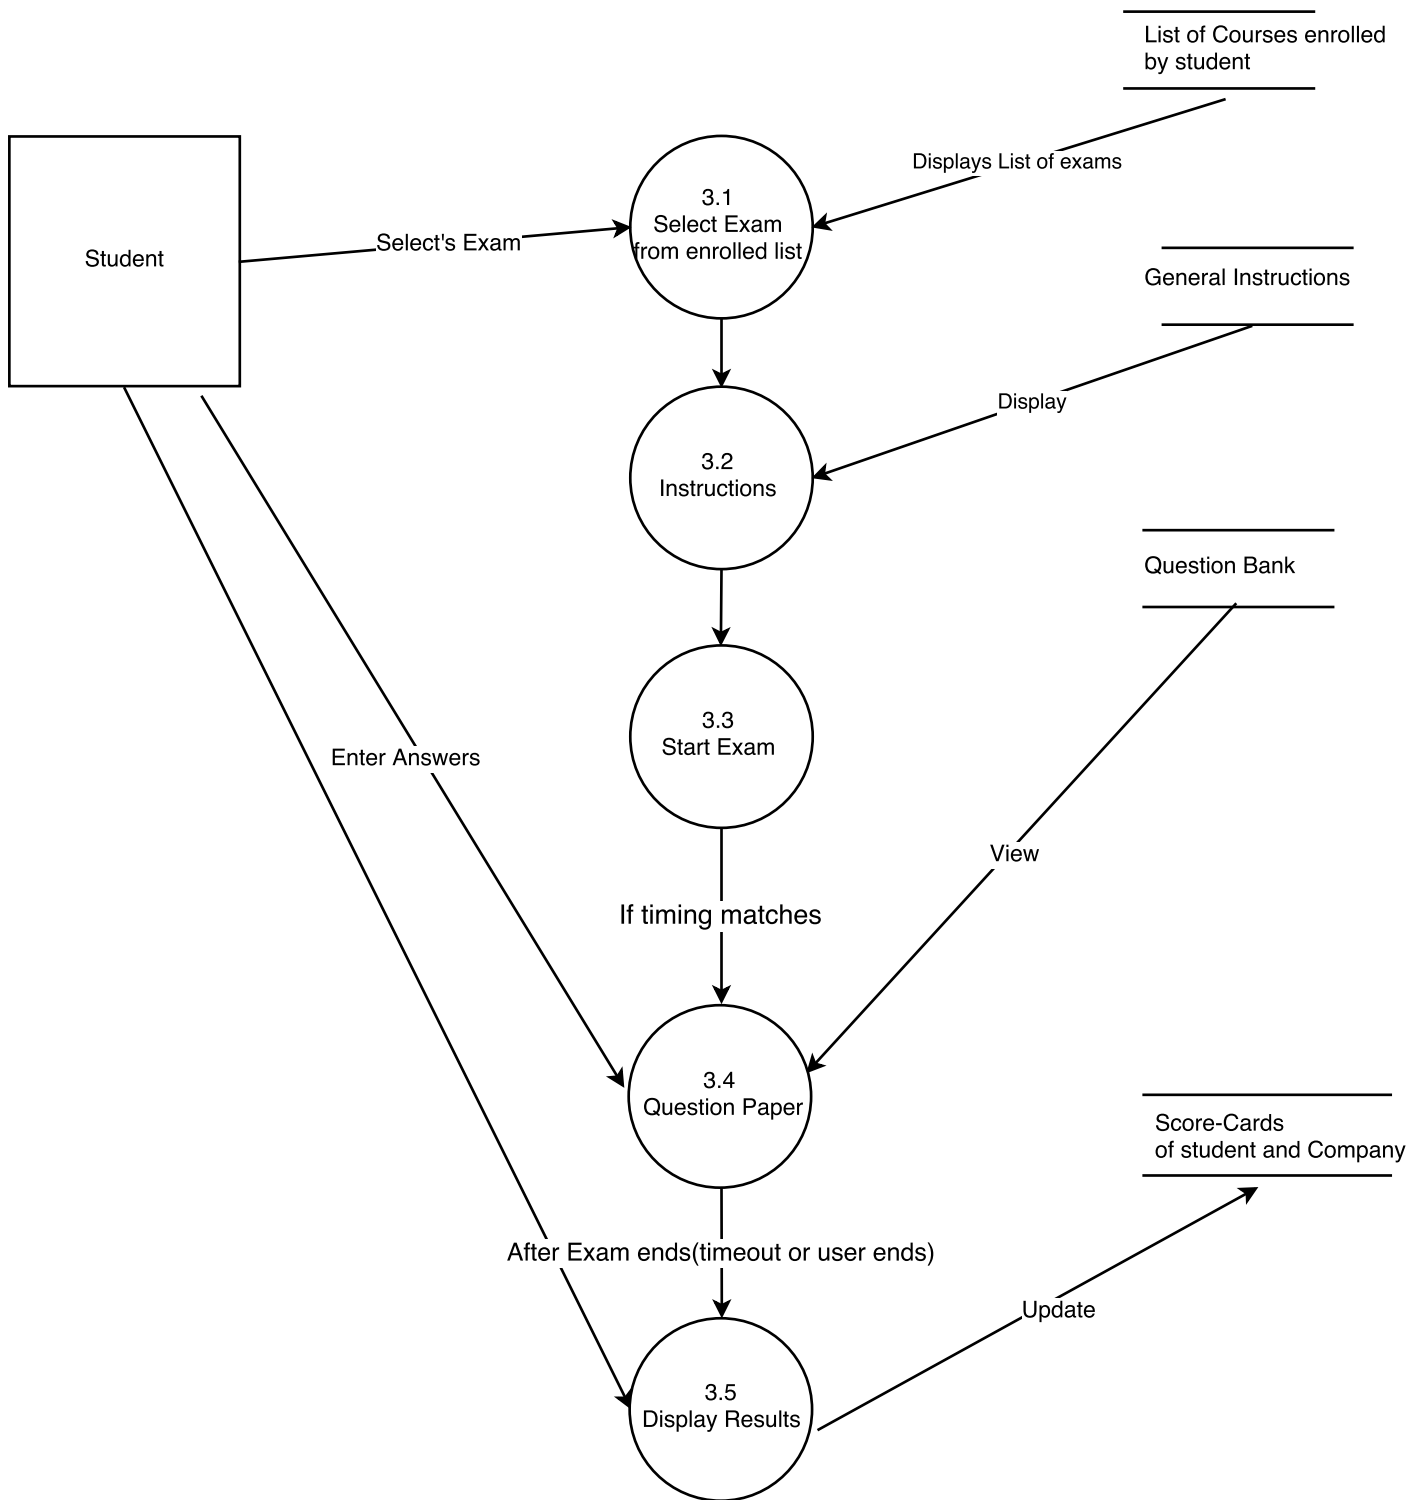 List of Courses enrolled
by student
Displays List of exams
3.1
Select Exam
from enrolled list
Select's Exam
Student
General Instructions
Display
3.2
Instructions
Question Bank
3.3
Start Exam
Enter Answers
View
If timing matches
3.4
Question Paper
Score-Cards
of student and Company
After Exam ends(timeout or user ends)
Update
3.5
Display Results